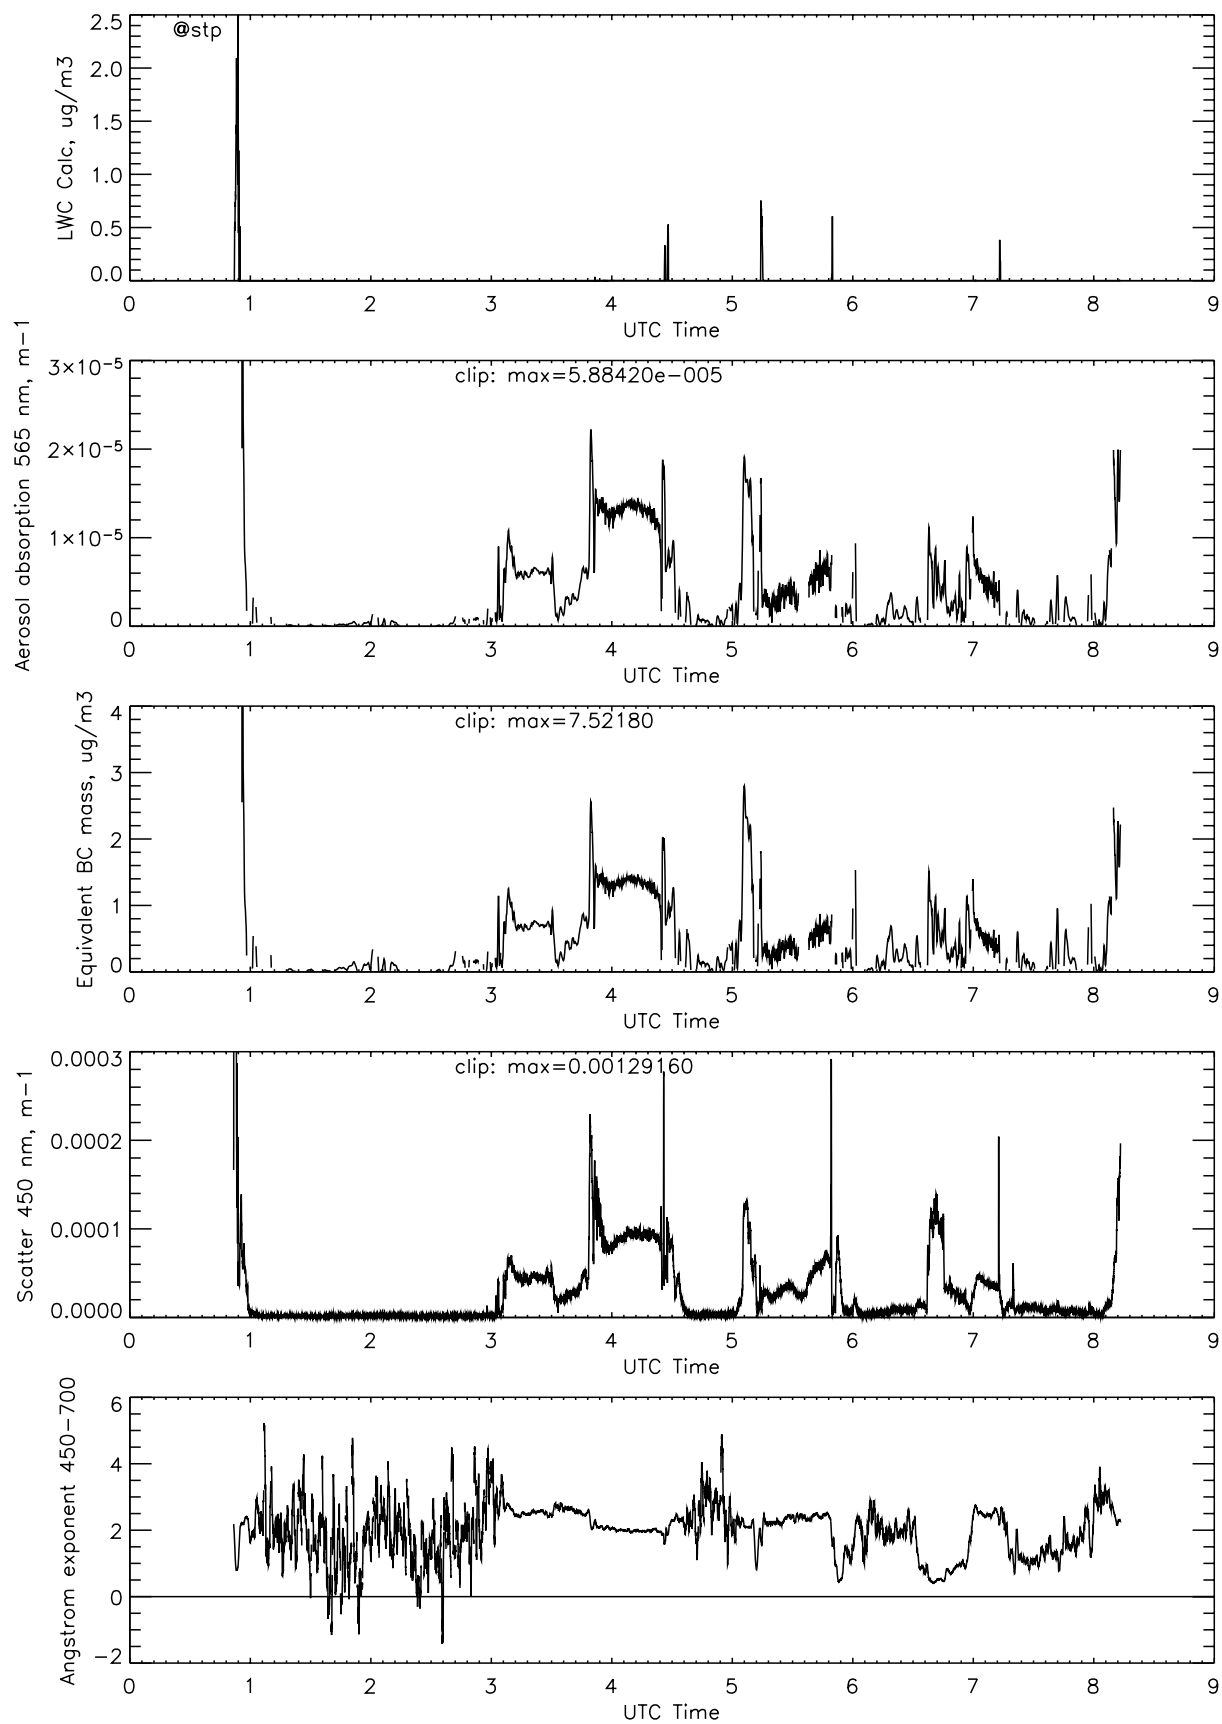 @stp
LWC Calc, ug/m3
2.5
2.0
1.5
1.0
0.5
0.0
0 1 2 3 4 5 6 7 8 9
UTC Time
clip: max=5.88420e-005
Aerosol absorption 565 nm, m-1
3×10⁻⁵
2×10⁻⁵
1×10⁻⁵
0
0 1 2 3 4 5 6 7 8 9
UTC Time
clip: max=7.52180
Equivalent BC mass, ug/m3
4
3
2
1
0
0 1 2 3 4 5 6 7 8 9
UTC Time
clip: max=0.00129160
Scatter 450 nm, m-1
0.0003
0.0002
0.0001
0.0000
0 1 2 3 4 5 6 7 8 9
UTC Time
Angstrom exponent 450-700
6
4
2
0
-2
0 1 2 3 4 5 6 7 8 9
UTC Time